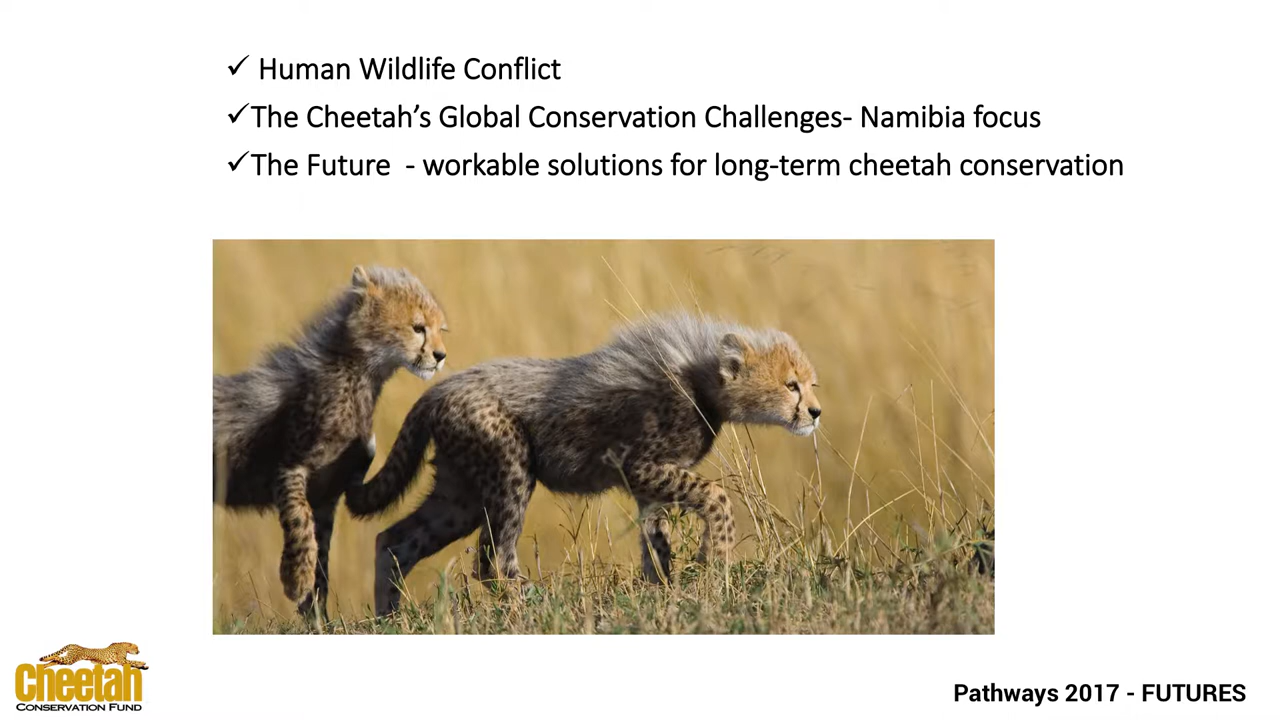 ✓ Human Wildlife Conflict
✓The Cheetah’s Global Conservation Challenges- Namibia focus
✓The Future - workable solutions for long-term cheetah conservation
Cheetah
CONSERVATION FUND
Pathways 2017 - FUTURES